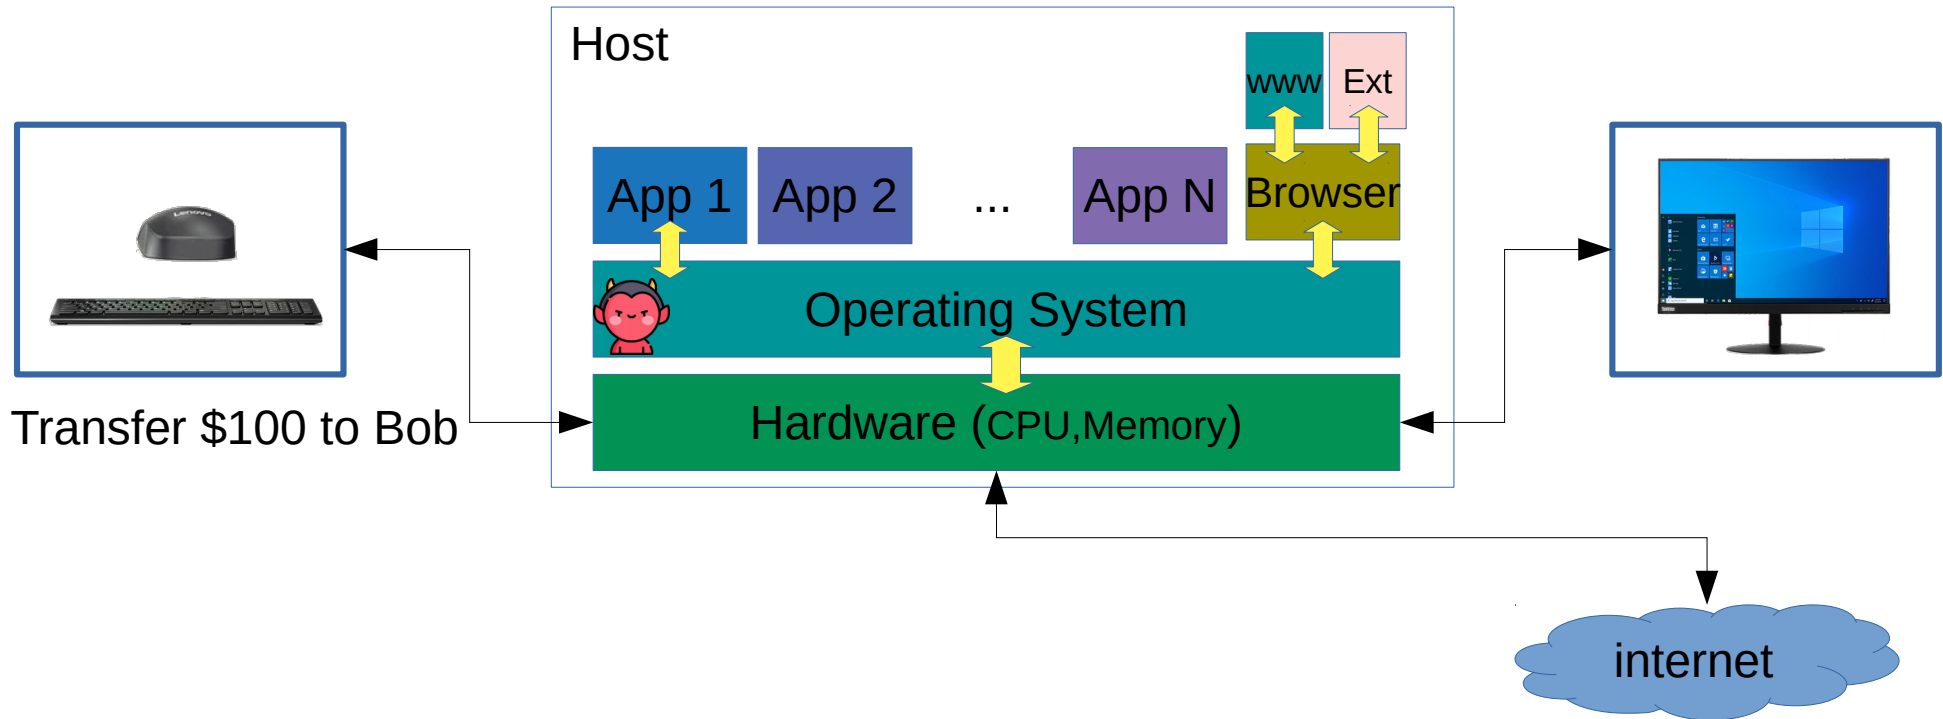 Host
www
Ext
App 1
App 2
...
App N
Browser
Lenovo
Operating System
Transfer $100 to Bob
Hardware (CPU,Memory)
internet